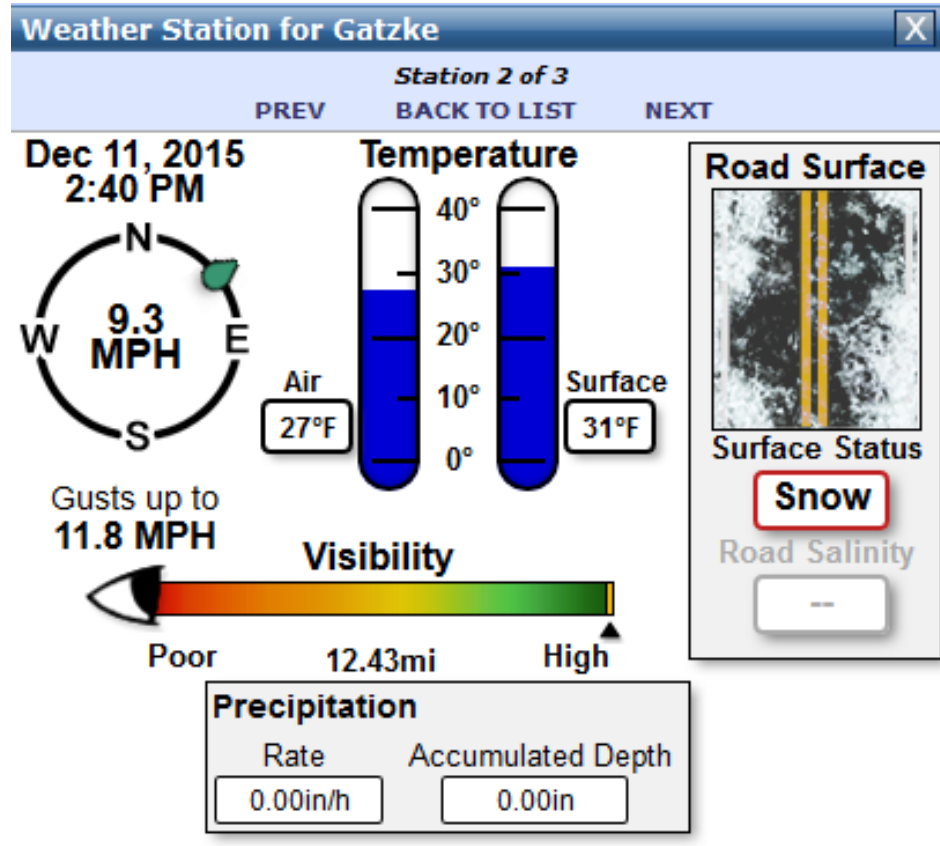 Weather Station for Gatzke
X
Station 2 of 3
PREV BACK TO LIST NEXT
Dec 11, 2015
2:40 PM
N
W
E
S
9.3
MPH
Gusts up to
11.8 MPH
Temperature
40°
30°
20°
10°
0°
Air
27°F
Surface
31°F
Road Surface
Surface Status
Snow
Road Salinity
--
Visibility
Poor 12.43mi High
Precipitation
Rate Accumulated Depth
0.00in/h 0.00in